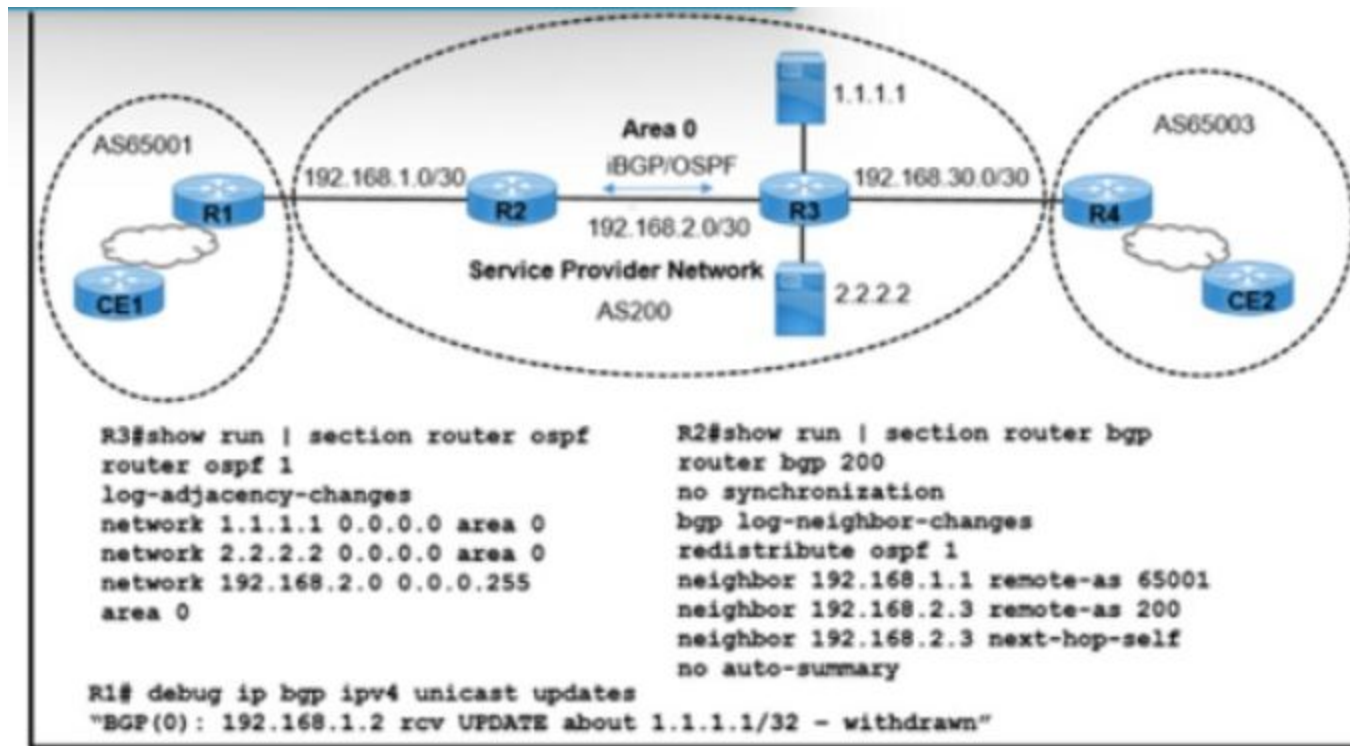 1.1.1.1
AS65001
Area 0
AS65003
iBGP/OSPF
192.168.1.0/30
192.168.30.0/30
R1
R2
R3
R4
192.168.2.0/30
Service Provider Network
CE1
AS200
2.2.2.2
CE2
R3#show run | section router ospf
router ospf 1
log-adjacency-changes
network 1.1.1.1 0.0.0.0 area 0
network 2.2.2.2 0.0.0.0 area 0
network 192.168.2.0 0.0.0.255
area 0
R2#show run | section router bgp
router bgp 200
no synchronization
bgp log-neighbor-changes
redistribute ospf 1
neighbor 192.168.1.1 remote-as 65001
neighbor 192.168.2.3 remote-as 200
neighbor 192.168.2.3 next-hop-self
no auto-summary
R1# debug ip bgp ipv4 unicast updates
"BGP(0): 192.168.1.2 rcv UPDATE about 1.1.1.1/32 – withdrawn"